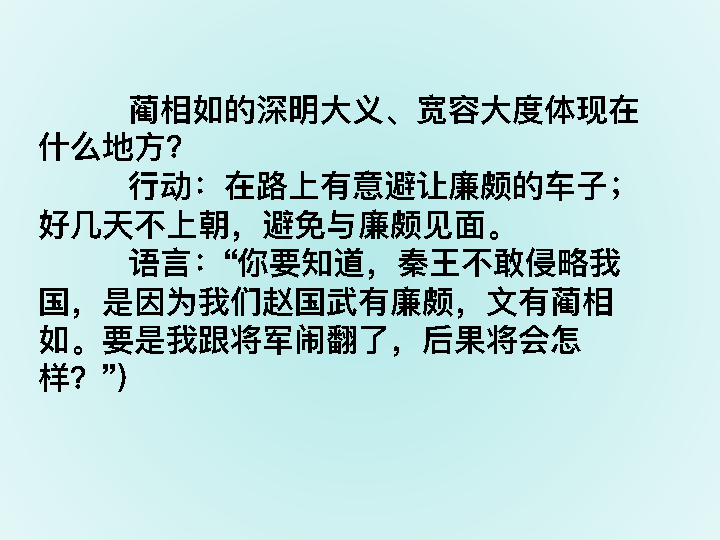 蔺相如的深明大义、宽容大度体现在
什么地方？
行动：在路上有意避让廉颇的车子；
好几天不上朝，避免与廉颇见面。
语言：“你要知道，秦王不敢侵略我
国，是因为我们赵国武有廉颇，文有蔺相
如。要是我跟将军闹翻了，后果将会怎
样？”)